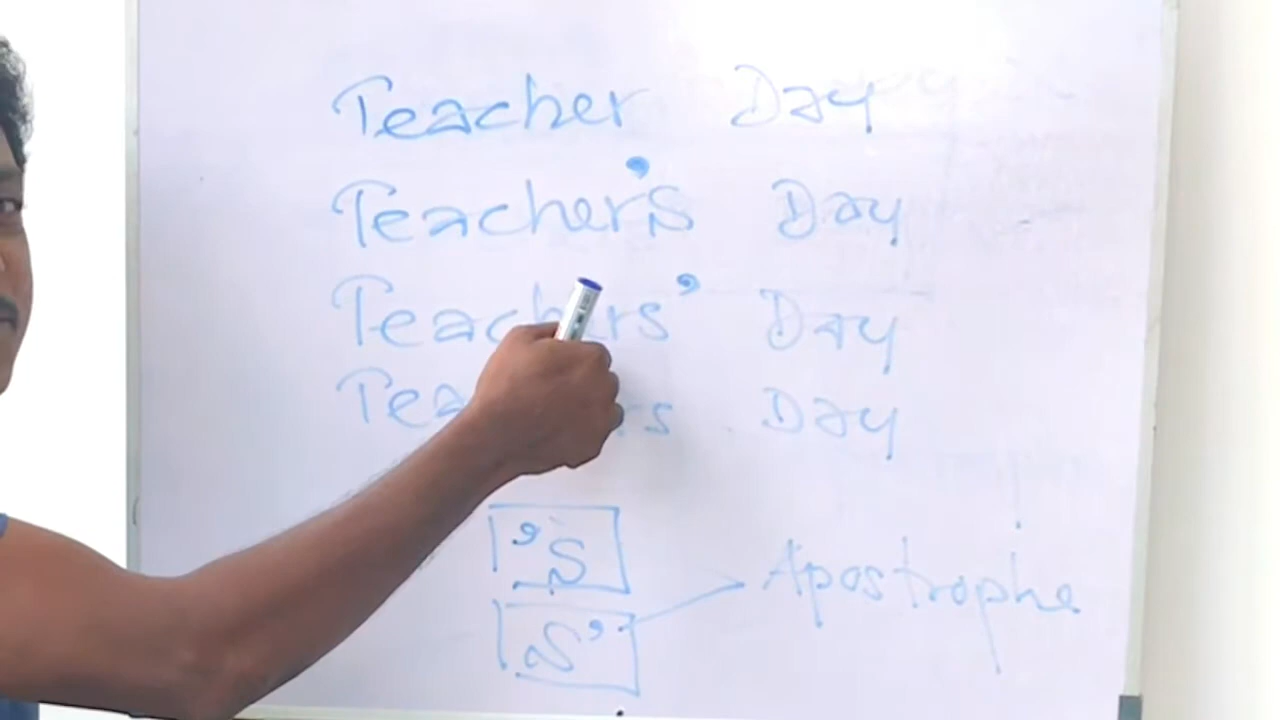 Teacher Day
Teacher's Day
Teachers' Day
Day
's
s'
Apostrophe